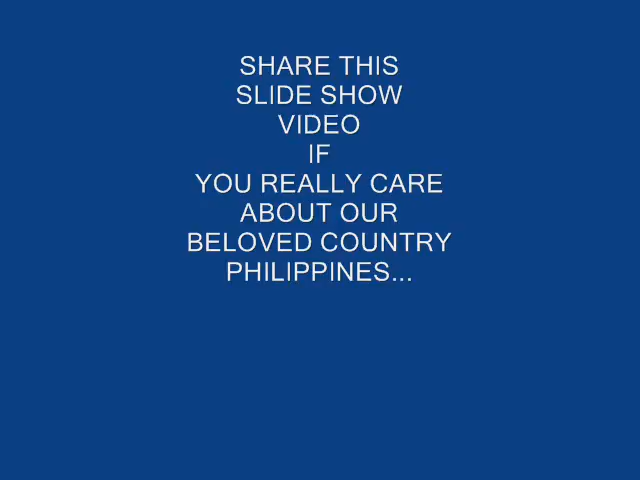 SHARE THIS
SLIDE SHOW
VIDEO
IF
YOU REALLY CARE
ABOUT OUR
BELOVED COUNTRY
PHILIPPINES...